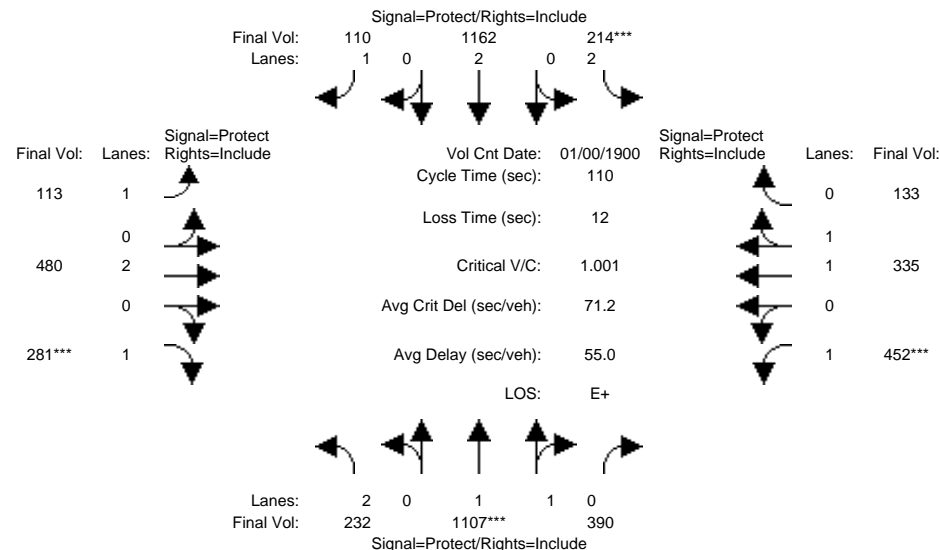 Signal=Protect/Rights=Include
Final Vol: 110 1162 214***
Lanes: 1 0 2 0 2
Signal=Protect
Final Vol: Lanes: Rights=Include
Vol Cnt Date: 01/00/1900
Signal=Protect
Rights=Include Lanes: Final Vol:
Cycle Time (sec): 110
113 1
0 133
Loss Time (sec): 12
0
1
480 2
Critical V/C: 1.001
1 335
0
Avg Crit Del (sec/veh): 71.2
0
281*** 1
Avg Delay (sec/veh): 55.0
1 452***
LOS: E+
Lanes: 2 0 1 1 0
Final Vol: 232 1107*** 390
Signal=Protect/Rights=Include